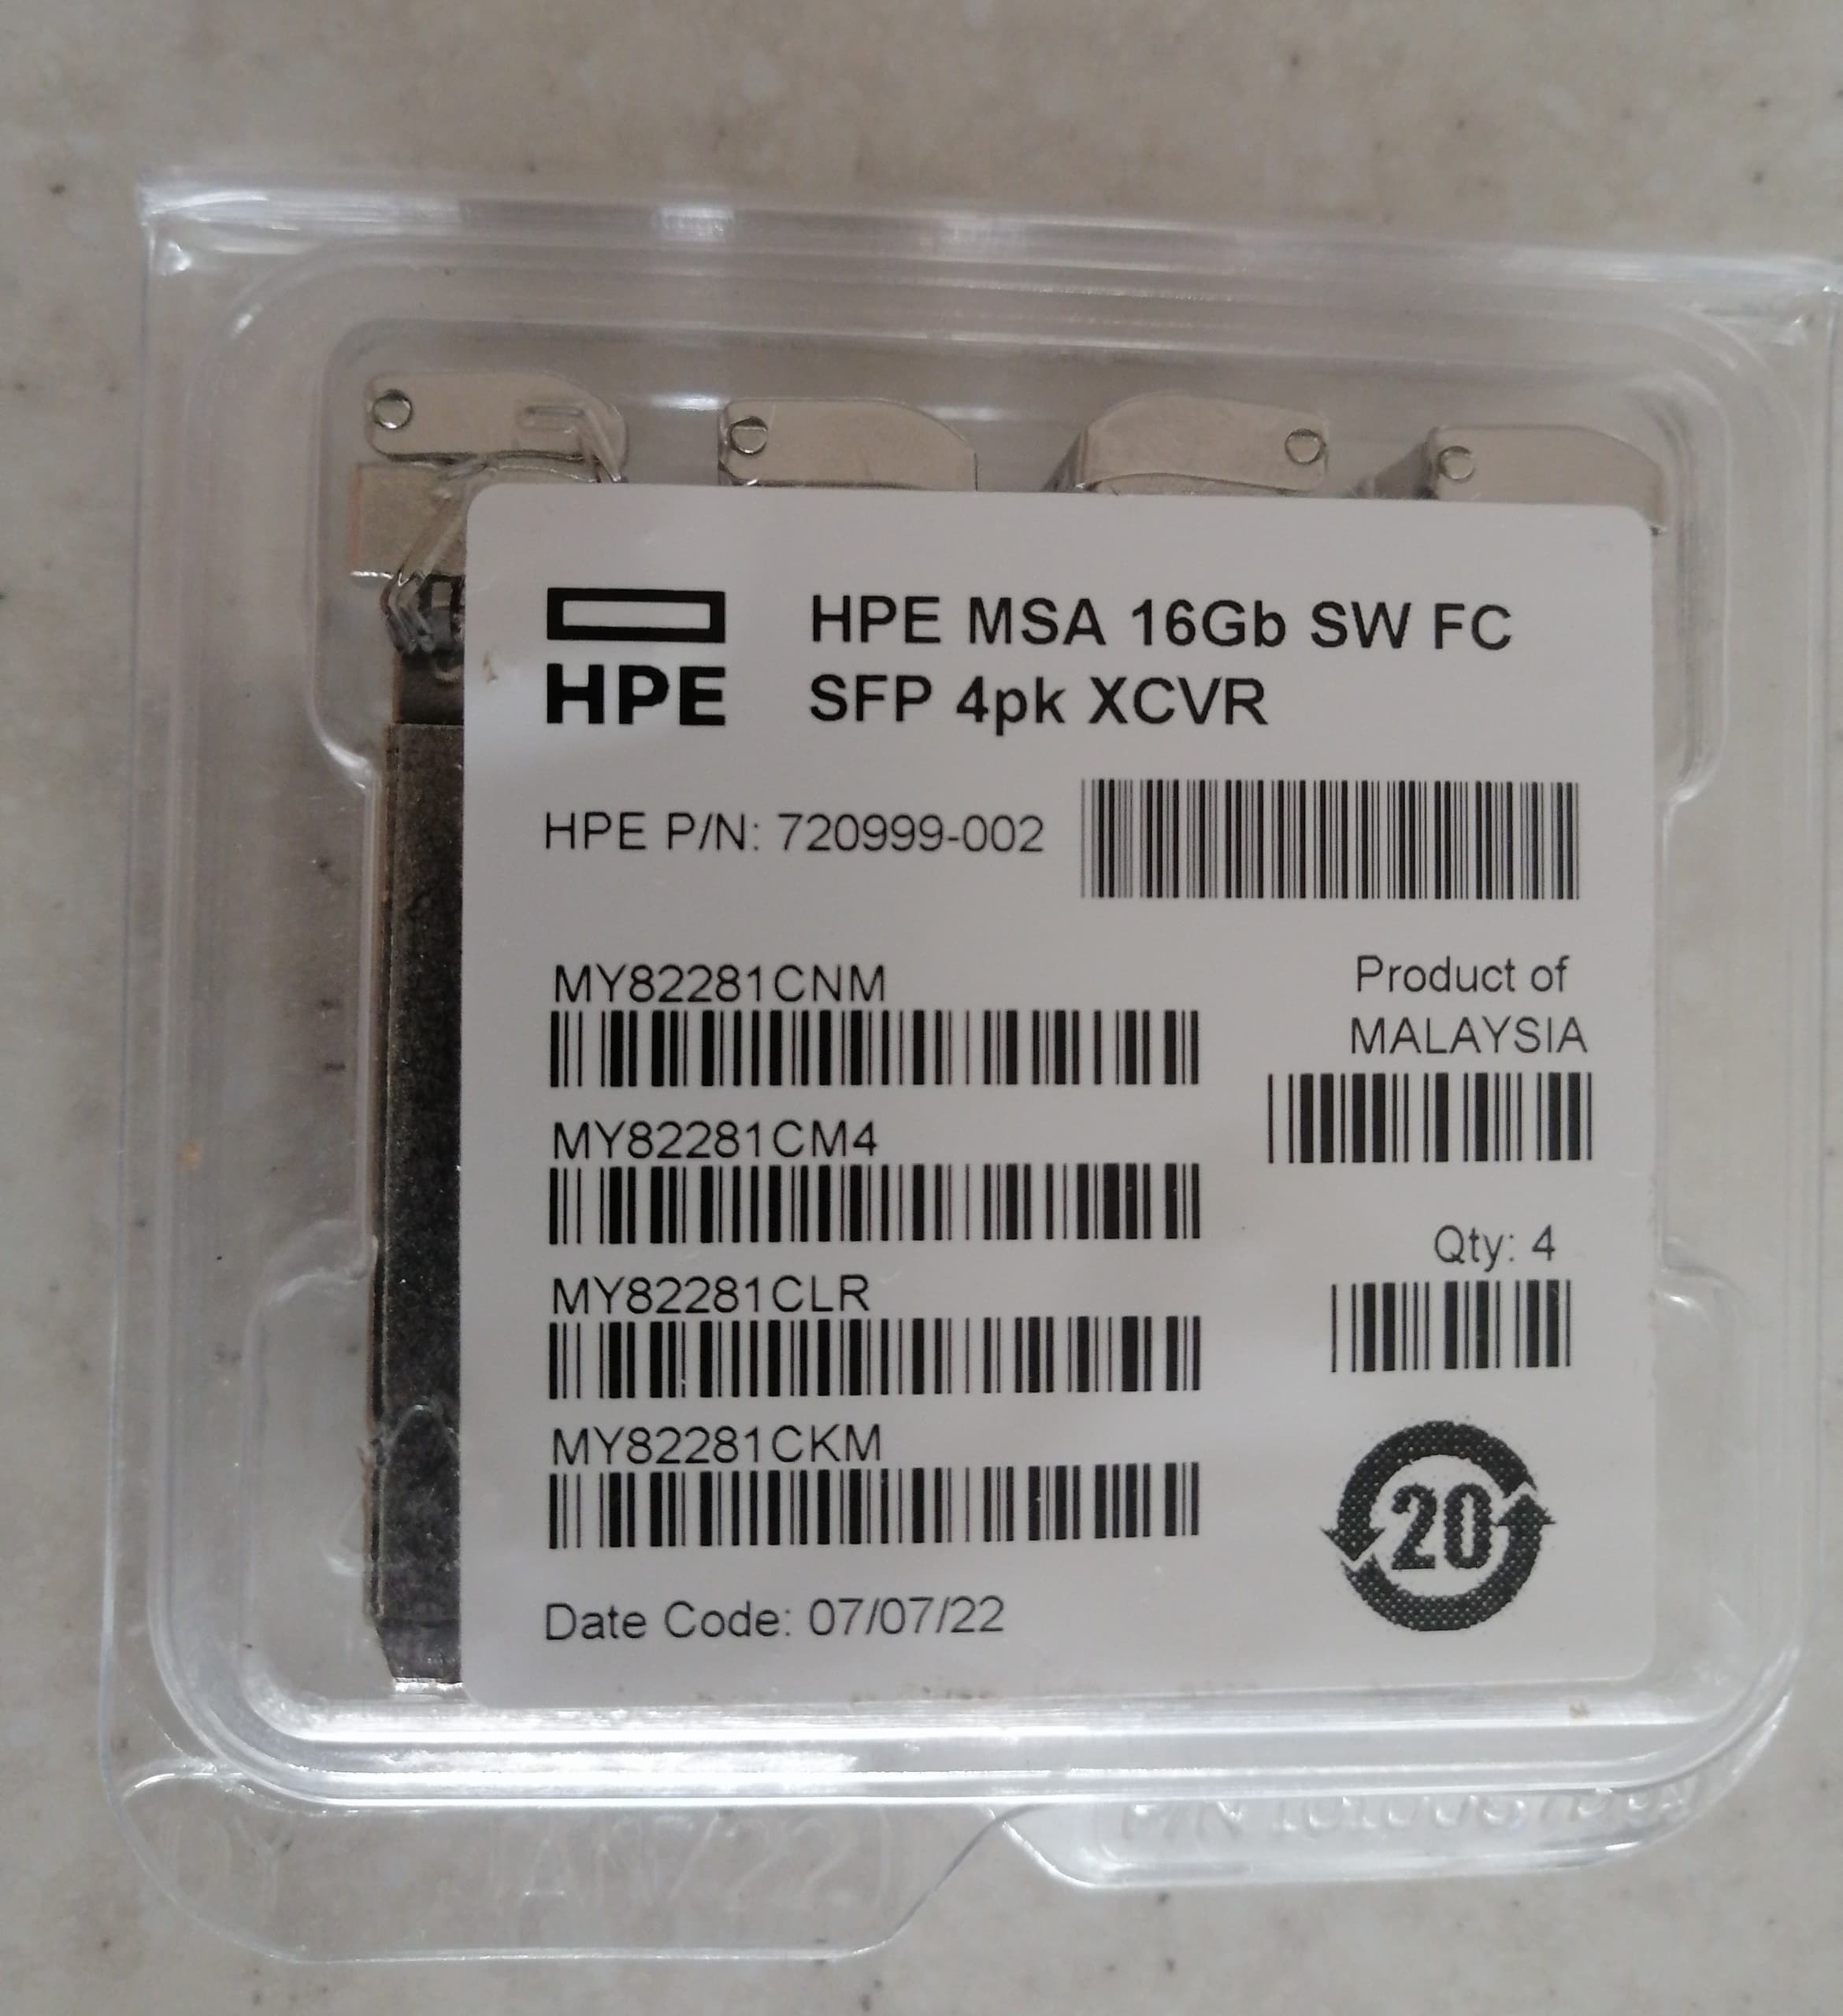 HPE
HPE MSA 16Gb SW FC
SFP 4pk XCVR
HPE P/N: 720999-002
MY82281CNM
MY82281CM4
MY82281CLR
MY82281CKM
Product of
MALAYSIA
Qty: 4
20
Date Code: 07/07/22